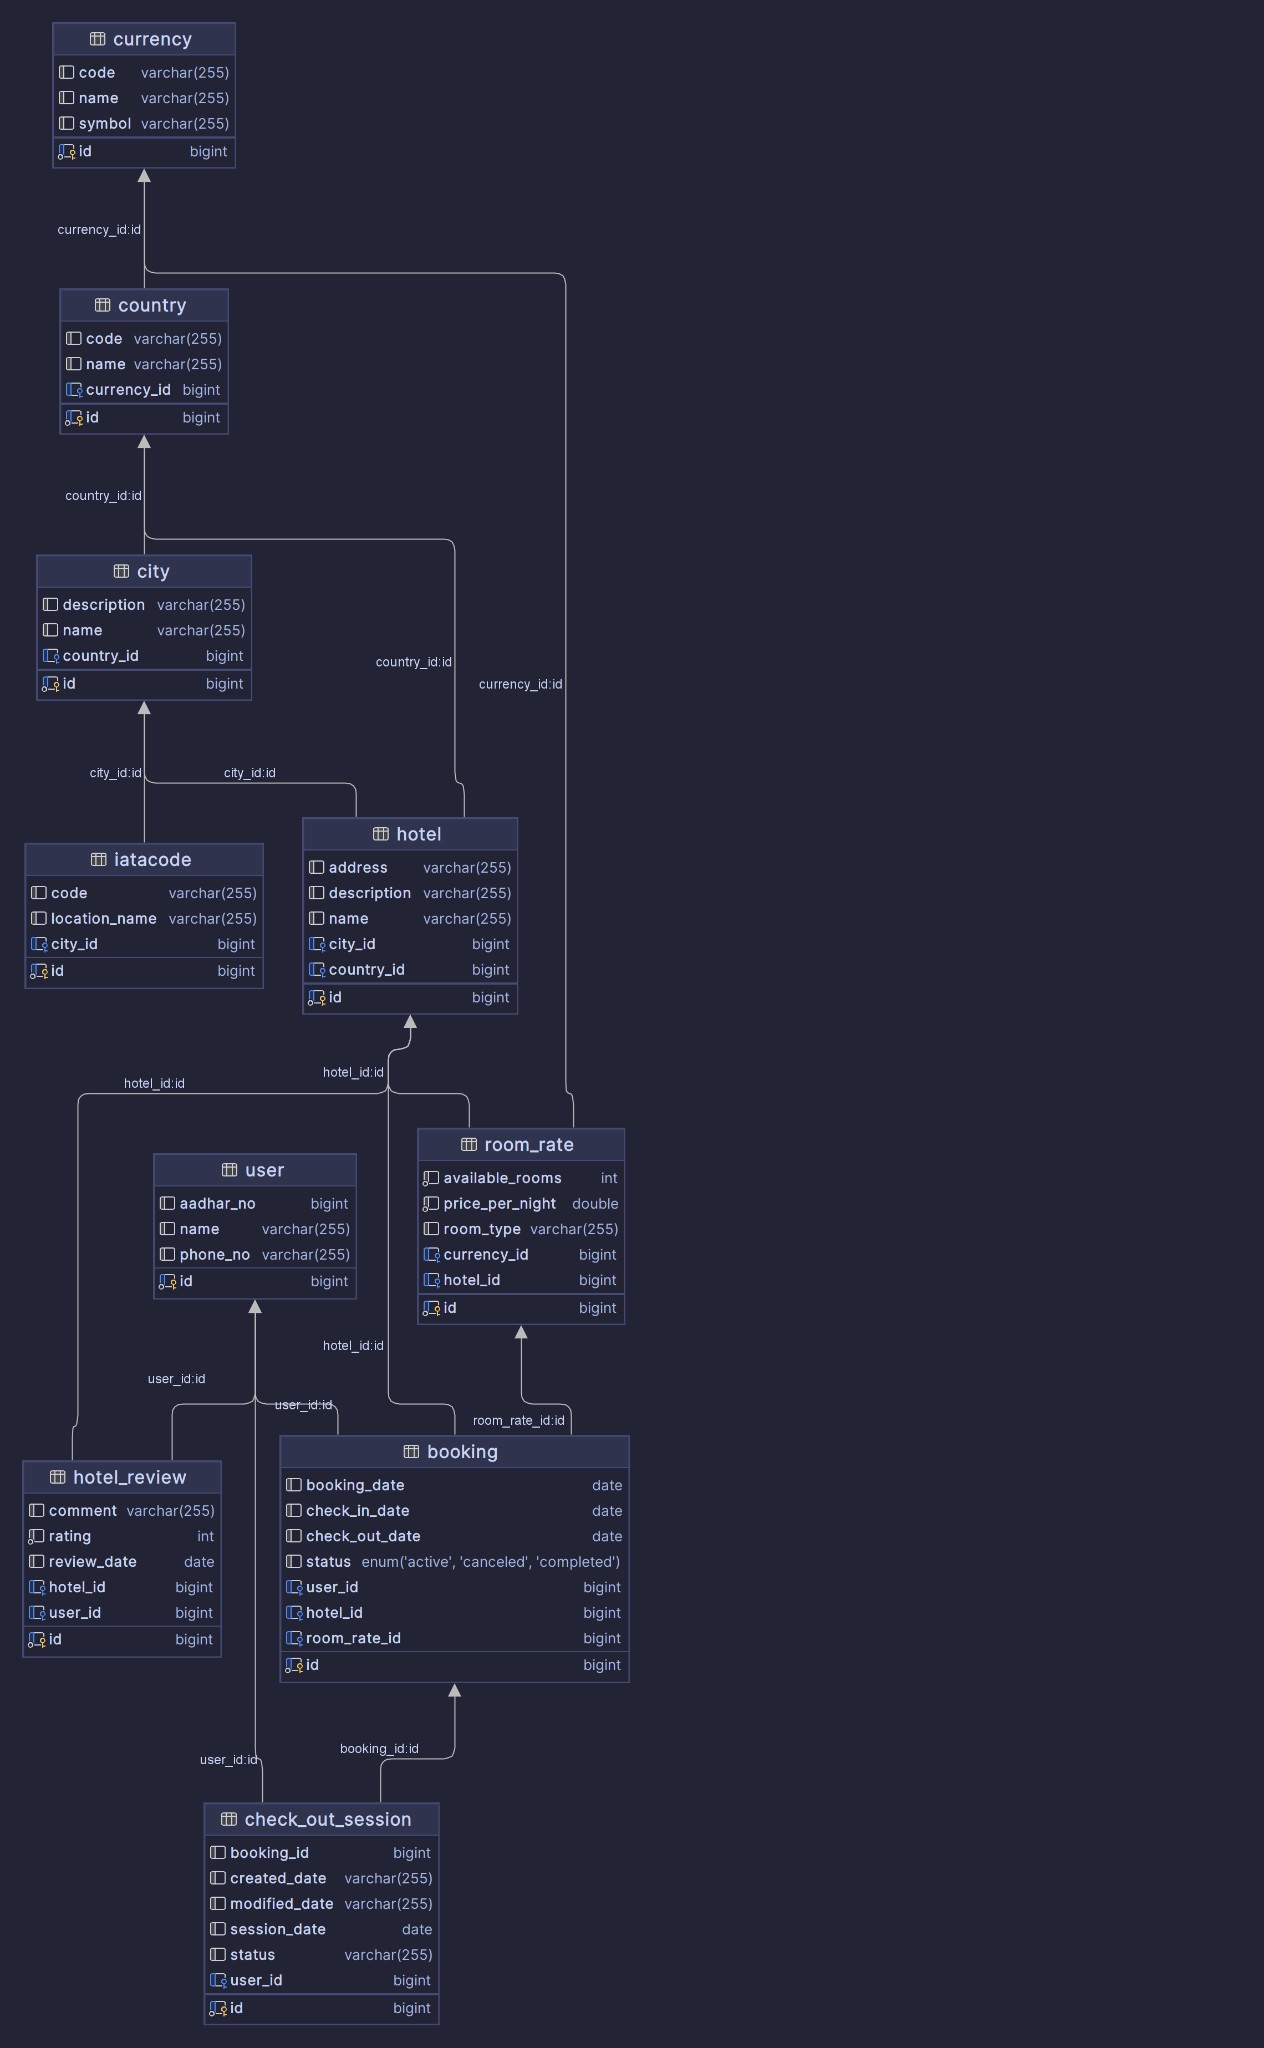 currency
code varchar(255)
name varchar(255)
symbol varchar(255)
id bigint
currency_id:id
country
code varchar(255)
name varchar(255)
currency_id bigint
id bigint
country_id:id
city
description varchar(255)
name varchar(255)
country_id bigint
id bigint
country_id:id
currency_id:id
city_id:id
city_id:id
iatacode
code varchar(255)
location_name varchar(255)
city_id bigint
id bigint
hotel
address varchar(255)
description varchar(255)
name varchar(255)
city_id bigint
country_id bigint
id bigint
hotel_id:id
hotel_id:id
user
aadhar_no bigint
name varchar(255)
phone_no varchar(255)
id bigint
room_rate
available_rooms int
price_per_night double
room_type varchar(255)
currency_id bigint
hotel_id bigint
id bigint
hotel_id:id
user_id:id
user_id:id
room_rate_id:id
hotel_review
comment varchar(255)
rating int
review_date date
hotel_id bigint
user_id bigint
id bigint
booking
booking_date date
check_in_date date
check_out_date date
status enum('active', 'canceled', 'completed')
user_id bigint
hotel_id bigint
room_rate_id bigint
id bigint
user_id:id
booking_id:id
check_out_session
booking_id bigint
created_date varchar(255)
modified_date varchar(255)
session_date date
status varchar(255)
user_id bigint
id bigint